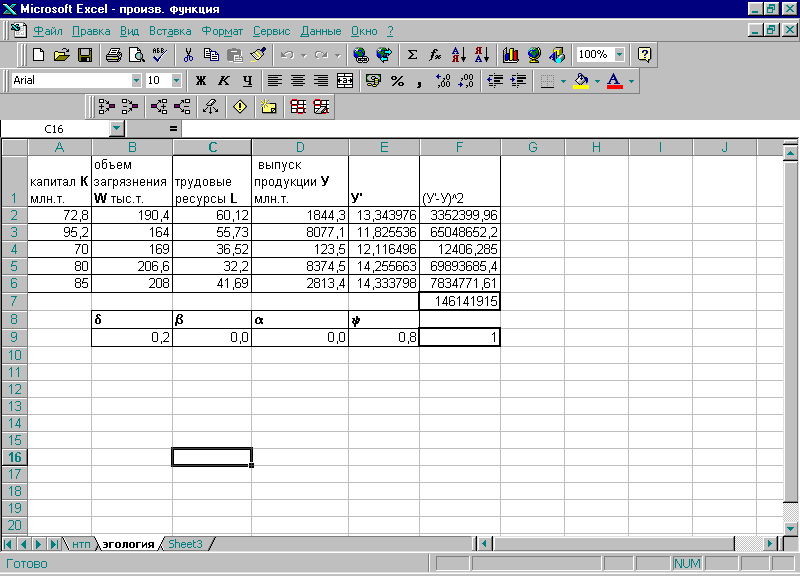 Microsoft Excel - произв. функция
Файл Правка Вид Вставка Формат Сервис Данные Окно ?
100%
Arial 10 Ж К Ч
C16 =
A B C D E F G H I J
1 капитал К млн.т. объем загрязнения W тыс.т. трудовые ресурсы L выпуск продукции У млн.т. У' (У'-У)^2
2 72,8 190,4 60,12 1844,3 13,343976 3352399,96
3 95,2 164 55,73 8077,1 11,825536 65048652,2
4 70 169 36,52 123,5 12,116496 12406,285
5 80 206,6 32,2 8374,5 14,255663 69893685,4
6 85 208 41,69 2813,4 14,333798 7834771,61
7 146141915
8 δ β α ψ
9 0,2 0,0 0,0 0,8 1
10
11
12
13
14
15
16
17
18
19
20
нтп эгология Sheet3
Готово NUM